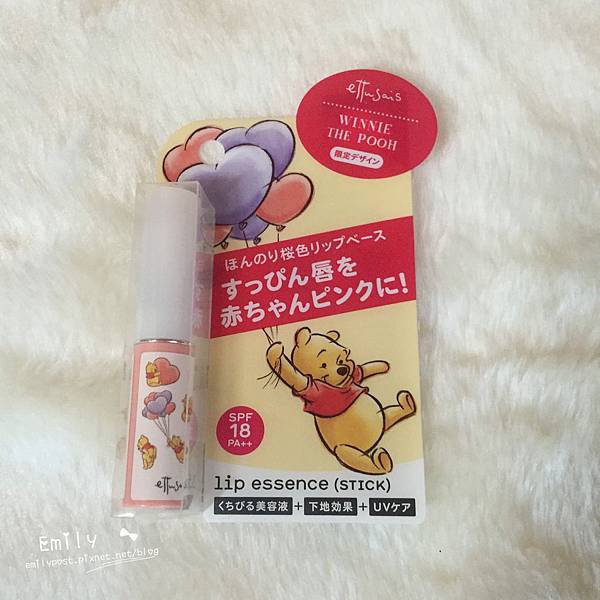 ettusais
WINNIE
THE POOH
限定デザイン
ほんのり桜色リップベース
すっぴん唇を
赤ちゃんピンクに!
SPF
18
PA++
lip essence (STICK)
くちびる美容液 + 下地効果 + UVケア
ettusais
Emily
emilypost.pixnet.net/blog